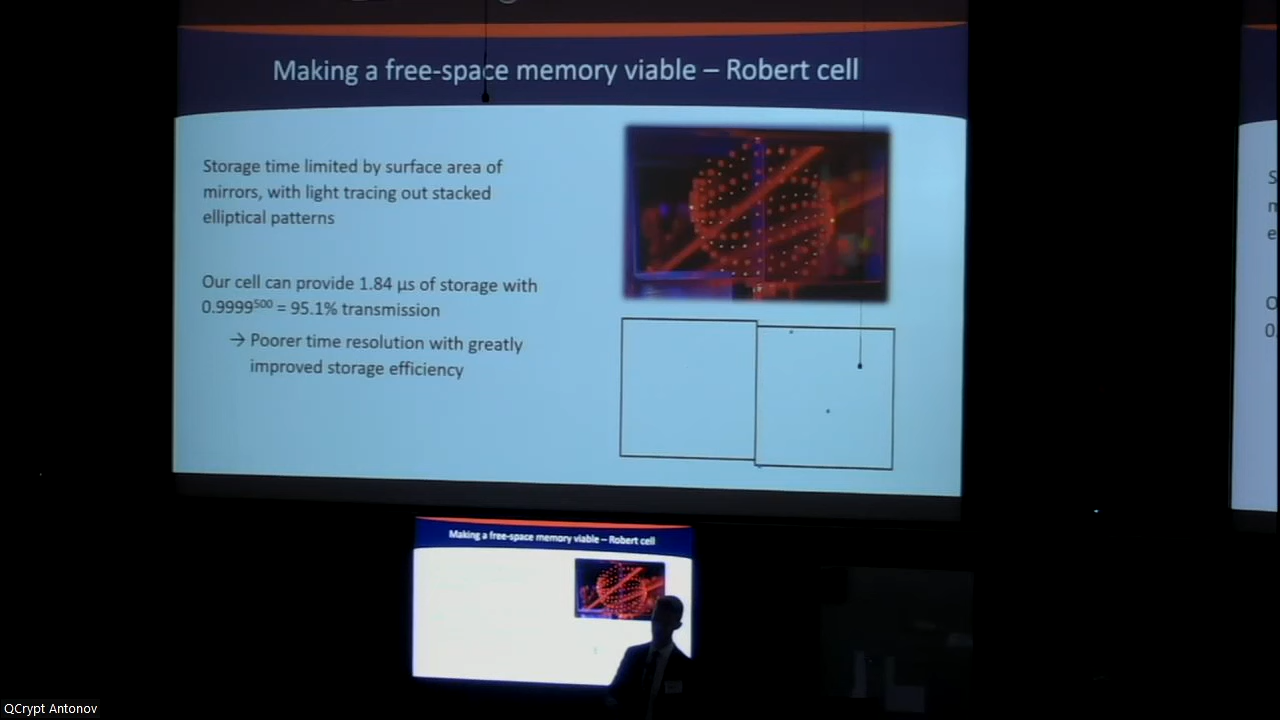 Making a free-space memory viable – Robert cell
Storage time limited by surface area of
mirrors, with light tracing out stacked
elliptical patterns
Our cell can provide 1.84 µs of storage with
0.9999⁵⁰⁰ = 95.1% transmission
→ Poorer time resolution with greatly
improved storage efficiency
S
m
e
O
0.
Making a free-space memory viable – Robert cell
QCrypt Antonov